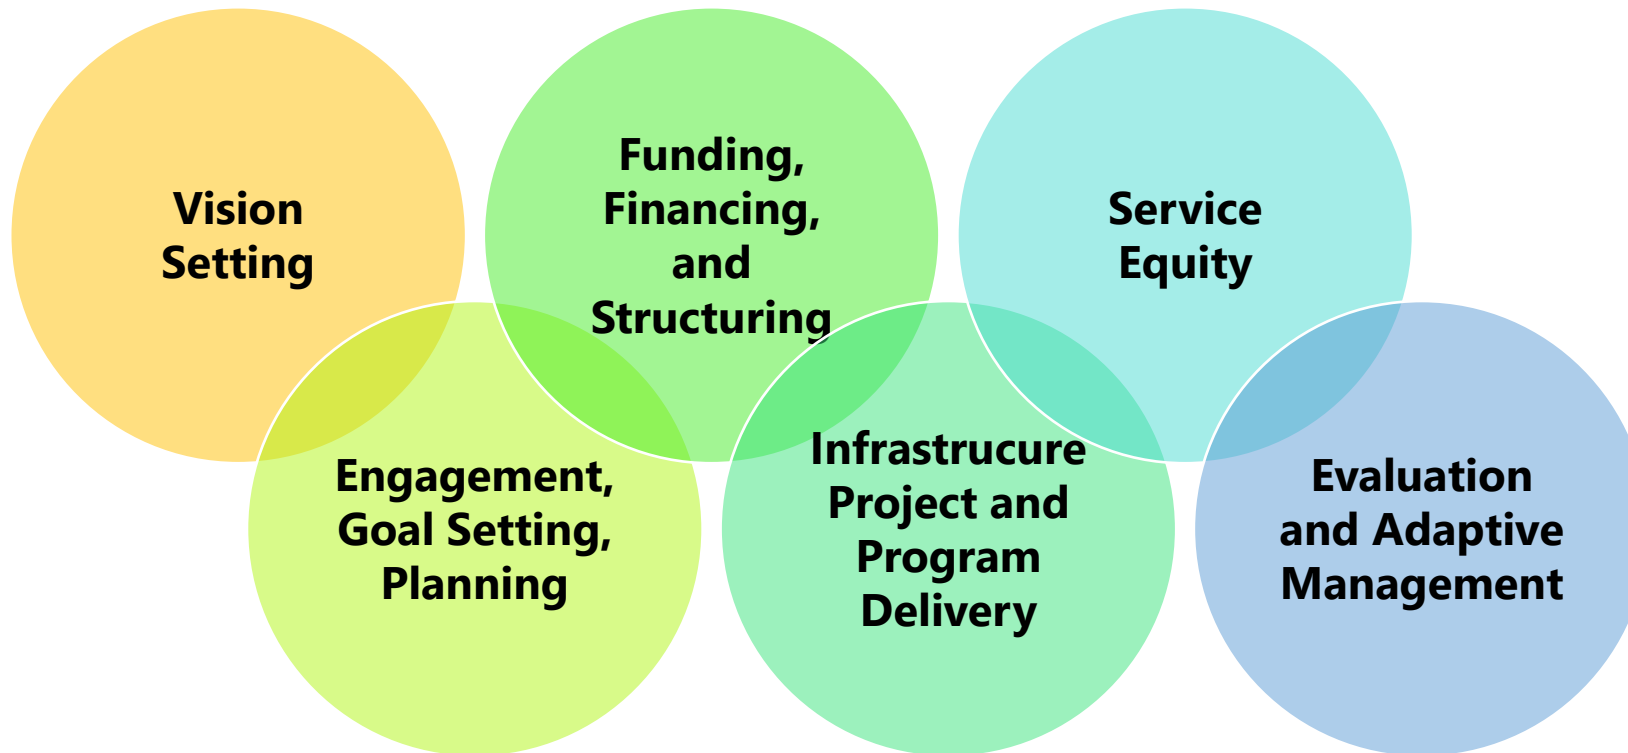 Vision
Setting
Engagement,
Goal Setting,
Planning
Funding,
Financing,
and
Structuring
Infrastrucure
Project and
Program
Delivery
Service
Equity
Evaluation
and Adaptive
Management